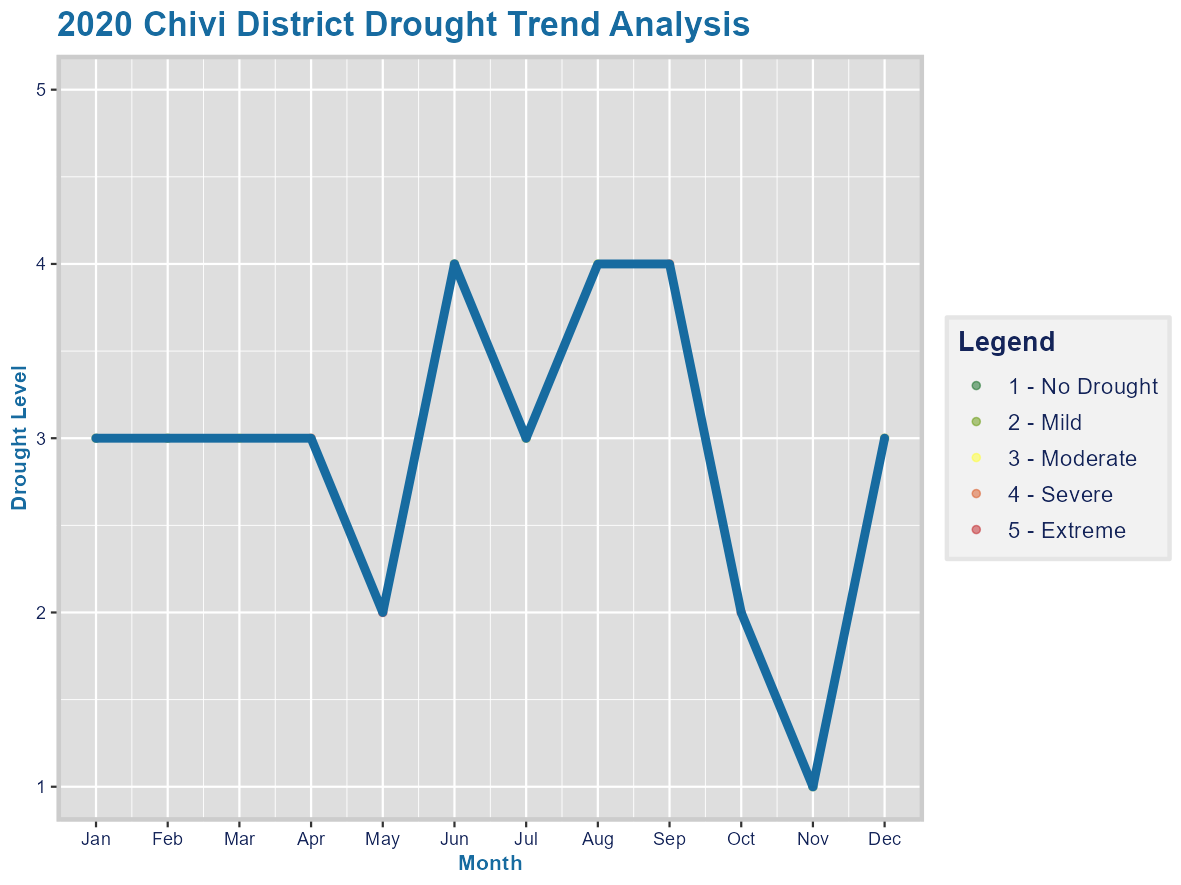 2020 Chivi District Drought Trend Analysis
Drought Level
5
4
3
2
1
Jan Feb Mar Apr May Jun Jul Aug Sep Oct Nov Dec
Month
Legend
1 - No Drought
2 - Mild
3 - Moderate
4 - Severe
5 - Extreme